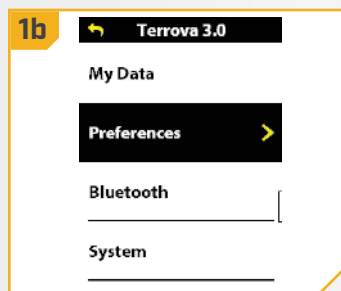 1b
Terrova 3.0
My Data
Preferences
Bluetooth
System